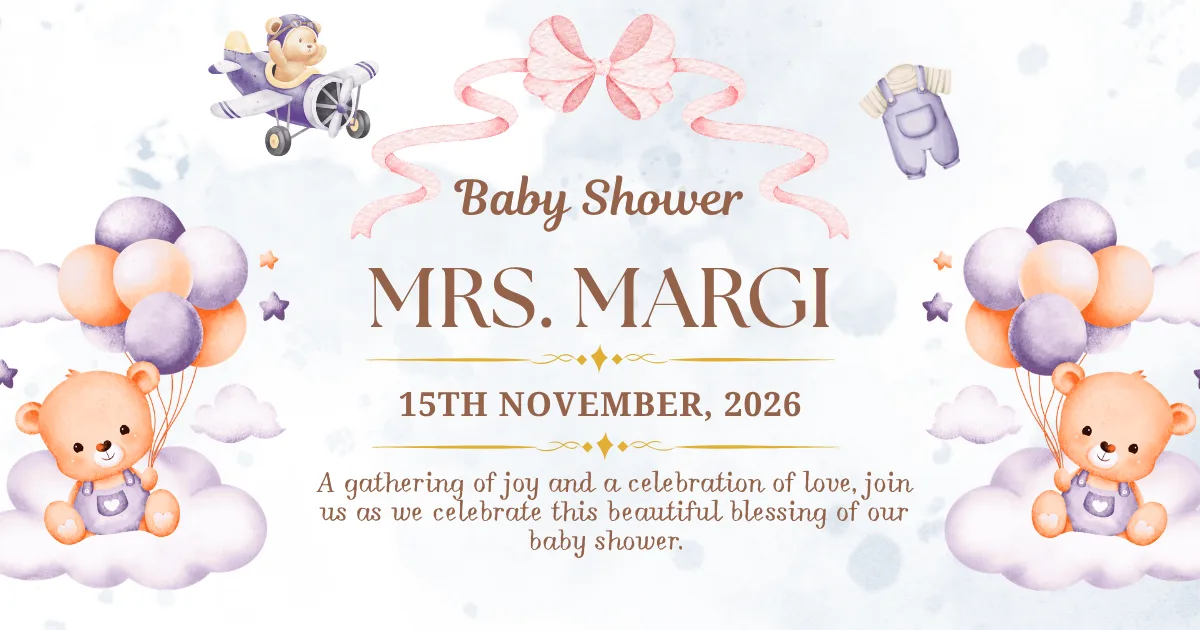 Baby Shower
MRS. MARGI
15TH NOVEMBER, 2026
A gathering of joy and a celebration of love, join
us as we celebrate this beautiful blessing of our
baby shower.